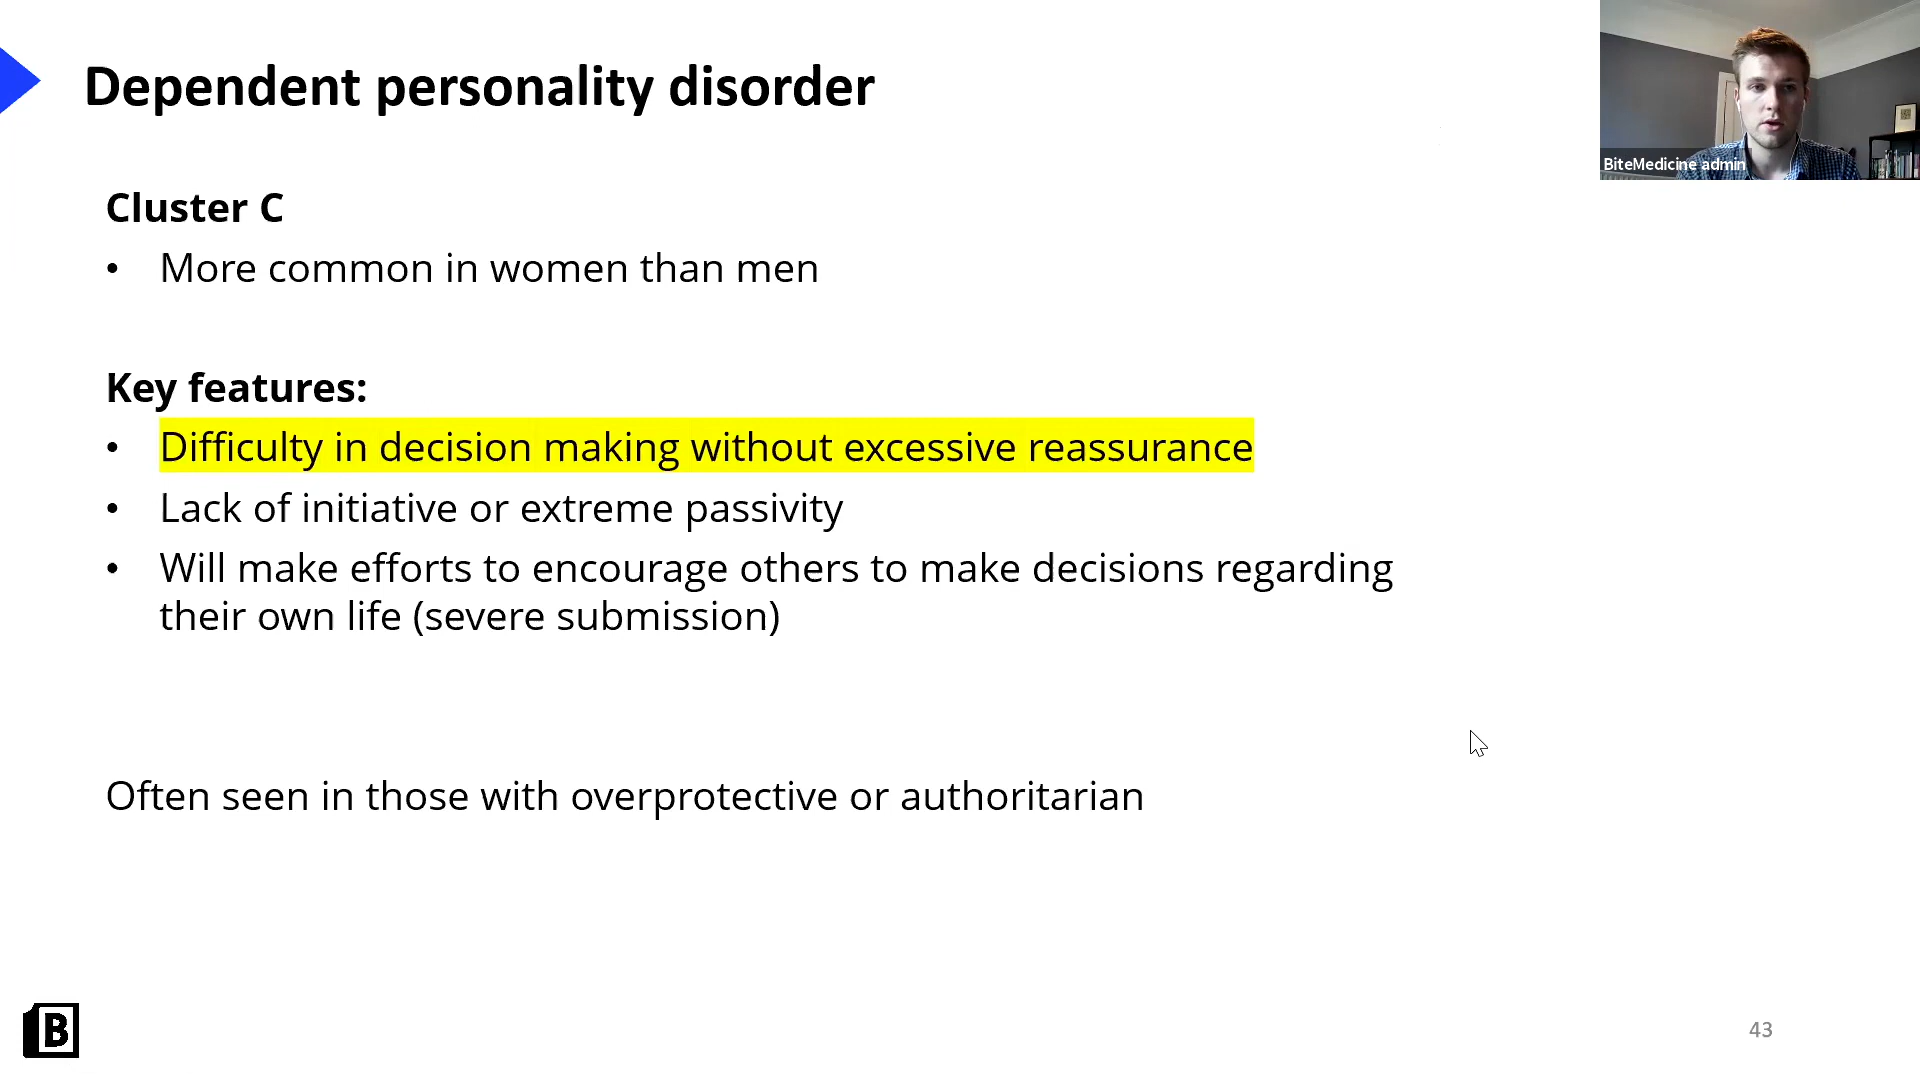 Dependent personality disorder
BiteMedicine admin
Cluster C
• More common in women than men
Key features:
• Difficulty in decision making without excessive reassurance
• Lack of initiative or extreme passivity
• Will make efforts to encourage others to make decisions regarding
their own life (severe submission)
Often seen in those with overprotective or authoritarian
B
43